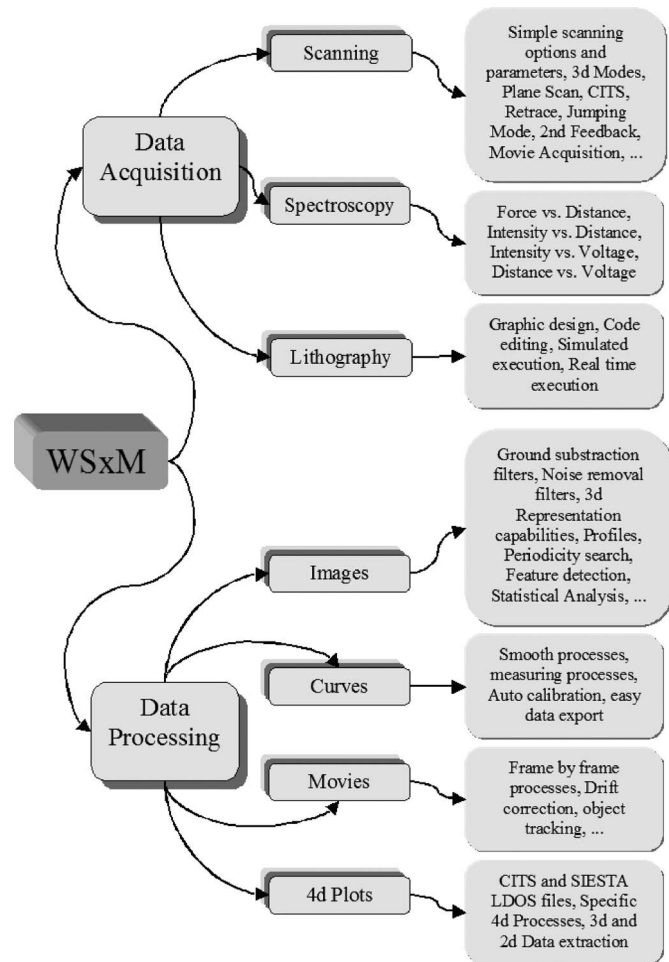 Scanning
Simple scanning
options and
parameters, 3d Modes,
Plane Scan, CITS,
Retrace, Jumping
Mode, 2nd Feedback,
Movie Acquisition, ...
Data
Acquisition
Spectroscopy
Force vs. Distance,
Intensity vs. Distance,
Intensity vs. Voltage,
Distance vs. Voltage
Lithography
Graphic design, Code
editing, Simulated
execution, Real time
execution
WSxM
Images
Ground substraction
filters, Noise removal
filters, 3d
Representation
capabilities, Profiles,
Periodicity search,
Feature detection,
Statistical Analysis, ...
Data
Processing
Curves
Smooth processes,
measuring processes,
Auto calibration, easy
data export
Movies
Frame by frame
processes, Drift
correction, object
tracking, ...
4d Plots
CITS and SIESTA
LDOS files, Specific
4d Processes, 3d and
2d Data extraction